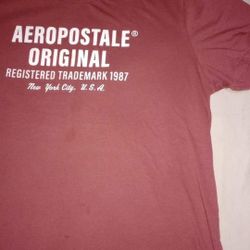 AEROPOSTALE®
ORIGINAL
REGISTERED TRADEMARK 1987
New York City, U.S.A.